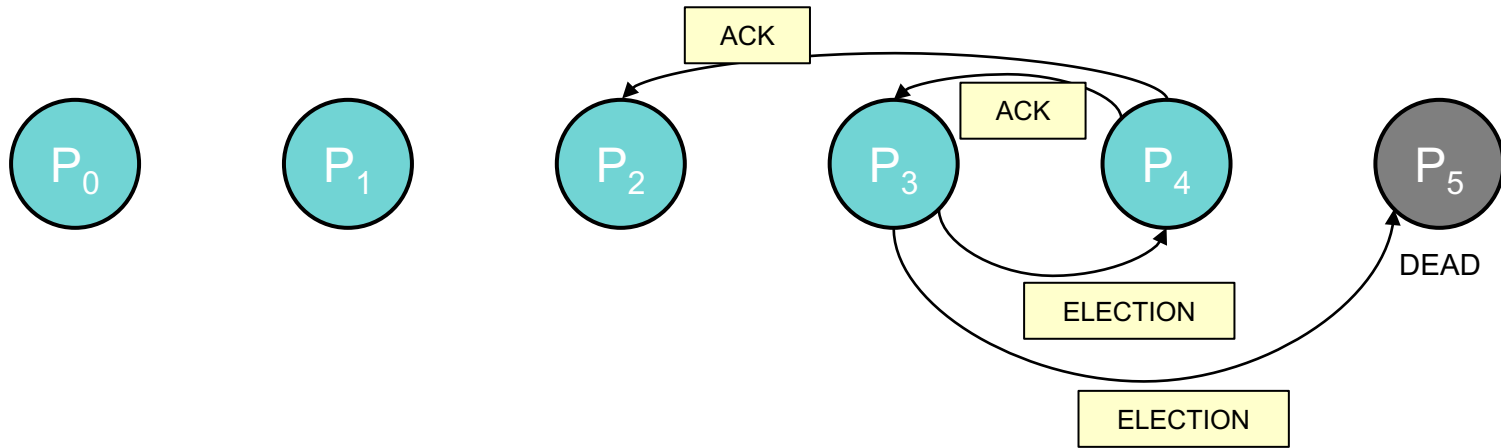 ACK
ACK
P0 P1 P2 P3 P4 P5
DEAD
ELECTION
ELECTION